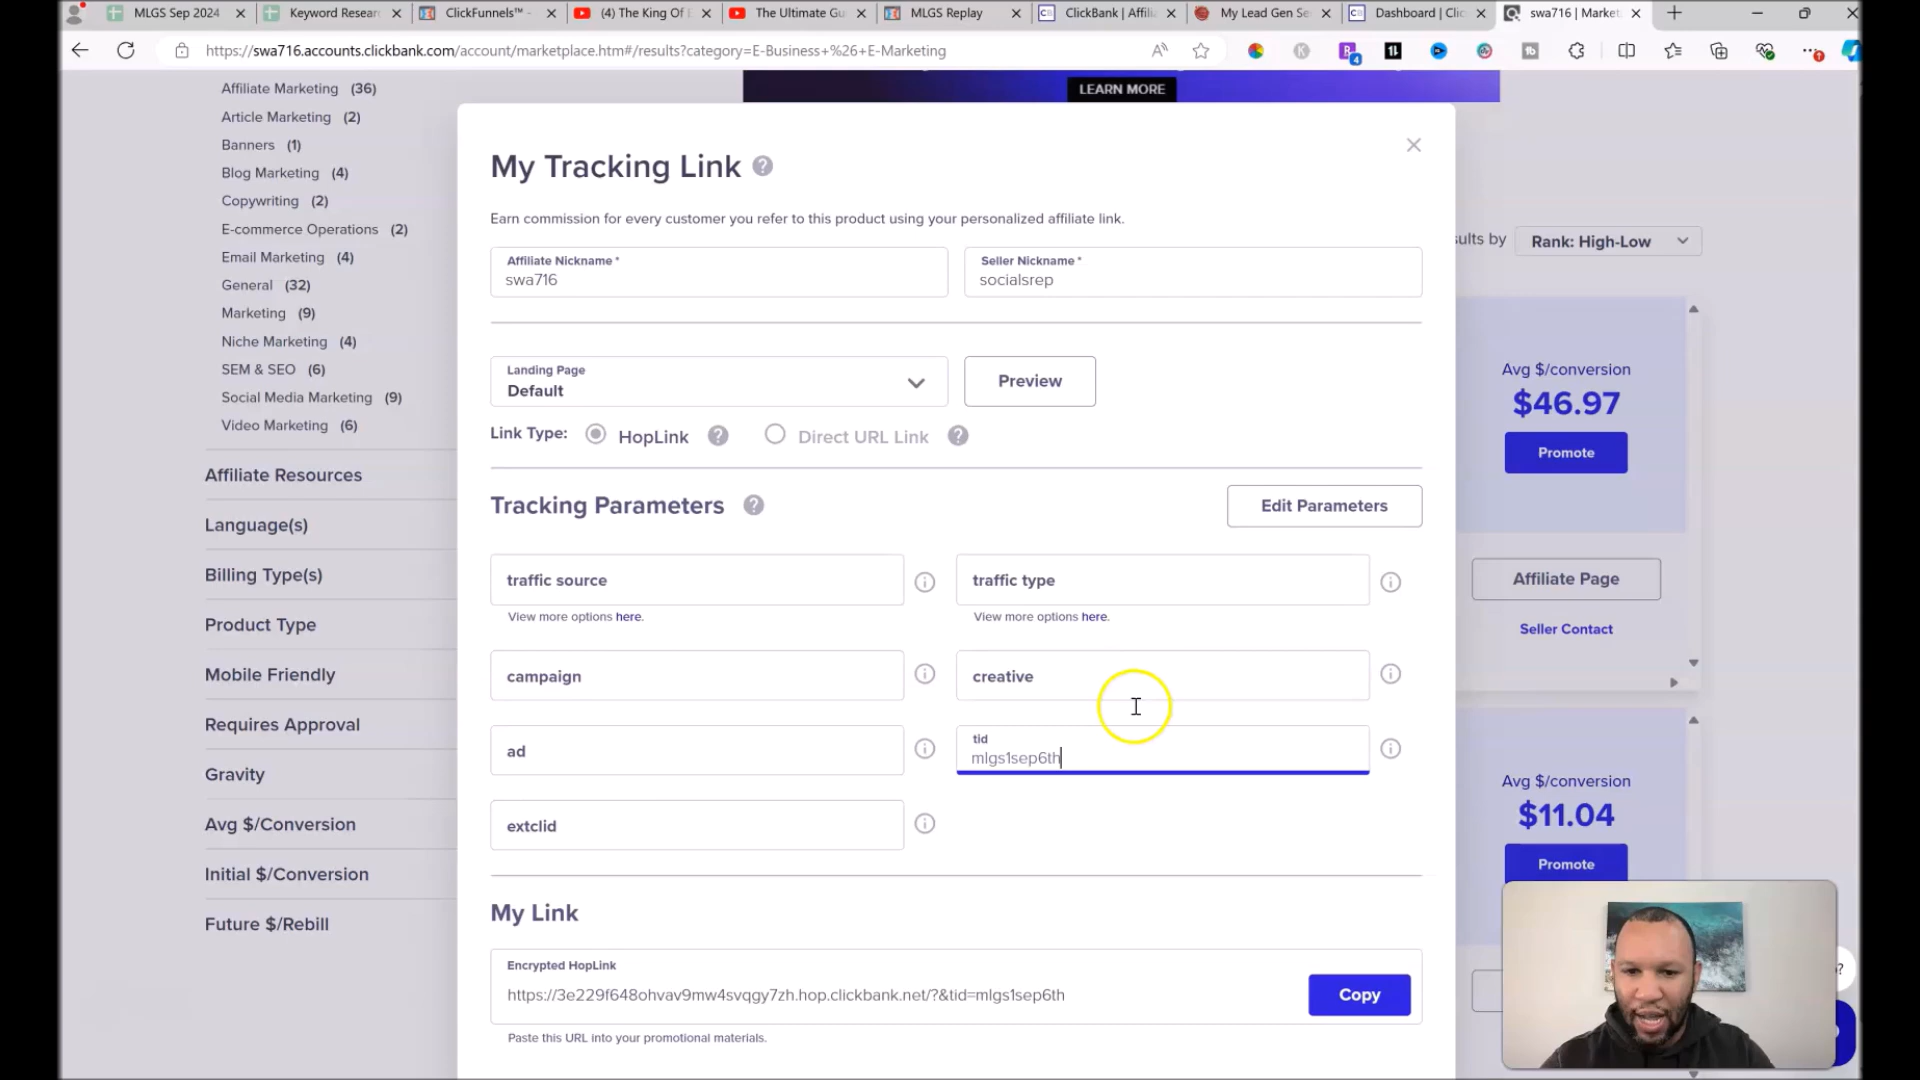 MLGS Sep 2024
Keyword Resear
ClickFunnels™ -
(4) The King Of E
The Ultimate Gu
MLGS Replay
ClickBank | Affili
My Lead Gen Se
Dashboard | Clic
swa716 | Market
https://swa716.accounts.clickbank.com/account/marketplace.htm#/results?category=E-Business+%26+E-Marketing
LEARN MORE
Affiliate Marketing (36)
Article Marketing (2)
Banners (1)
Blog Marketing (4)
Copywriting (2)
E-commerce Operations (2)
Email Marketing (4)
General (32)
Marketing (9)
Niche Marketing (4)
SEM & SEO (6)
Social Media Marketing (9)
Video Marketing (6)
Affiliate Resources
Language(s)
Billing Type(s)
Product Type
Mobile Friendly
Requires Approval
Gravity
Avg $/Conversion
Initial $/Conversion
Future $/Rebill
My Tracking Link ?
Earn commission for every customer you refer to this product using your personalized affiliate link.
Affiliate Nickname *
swa716
Seller Nickname *
socialsrep
Landing Page
Default
Preview
Link Type: HopLink ? Direct URL Link ?
Tracking Parameters ?
Edit Parameters
traffic source
View more options here.
traffic type
View more options here.
campaign
creative
ad
tid
mlgs1sep6th
extclid
My Link
Encrypted HopLink
https://3e229f648ohvav9mw4svqgy7zh.hop.clickbank.net/?&tid=mlgs1sep6th
Copy
Paste this URL into your promotional materials.
sults by
Rank: High-Low
Avg $/conversion
$46.97
Promote
Affiliate Page
Seller Contact
Avg $/conversion
$11.04
Promote